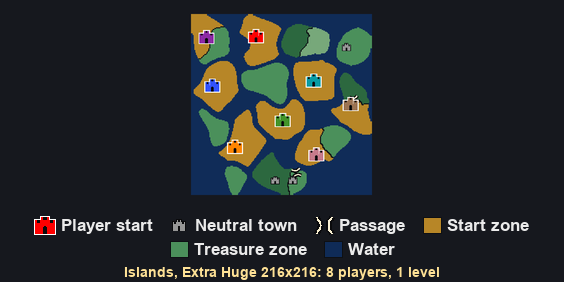 Player start Neutral town Passage Start zone
Treasure zone Water
Islands, Extra Huge 216x216: 8 players, 1 level